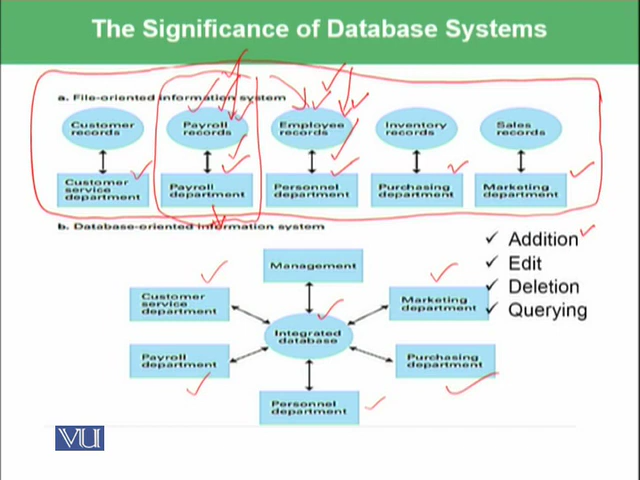 The Significance of Database Systems
a. File-oriented information system
Customer
records
Payroll
records
Employee
records
Inventory
records
Sales
records
Customer
service
department
Payroll
department
Personnel
department
Purchasing
department
Marketing
department
b. Database-oriented information system
Management
Customer
service
department
Marketing
department
Integrated
database
Payroll
department
Purchasing
department
Personnel
department
✓ Addition
✓ Edit
✓ Deletion
✓ Querying
VU